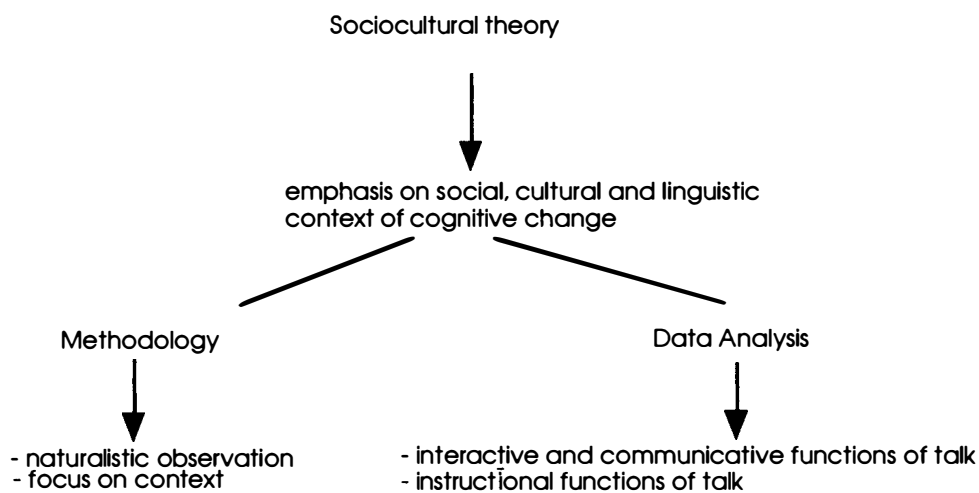 Sociocultural theory
emphasis on social, cultural and linguistic
context of cognitive change
Methodology
Data Analysis
- naturalistic observation
- focus on context
- interactive and communicative functions of talk
- instructional functions of talk